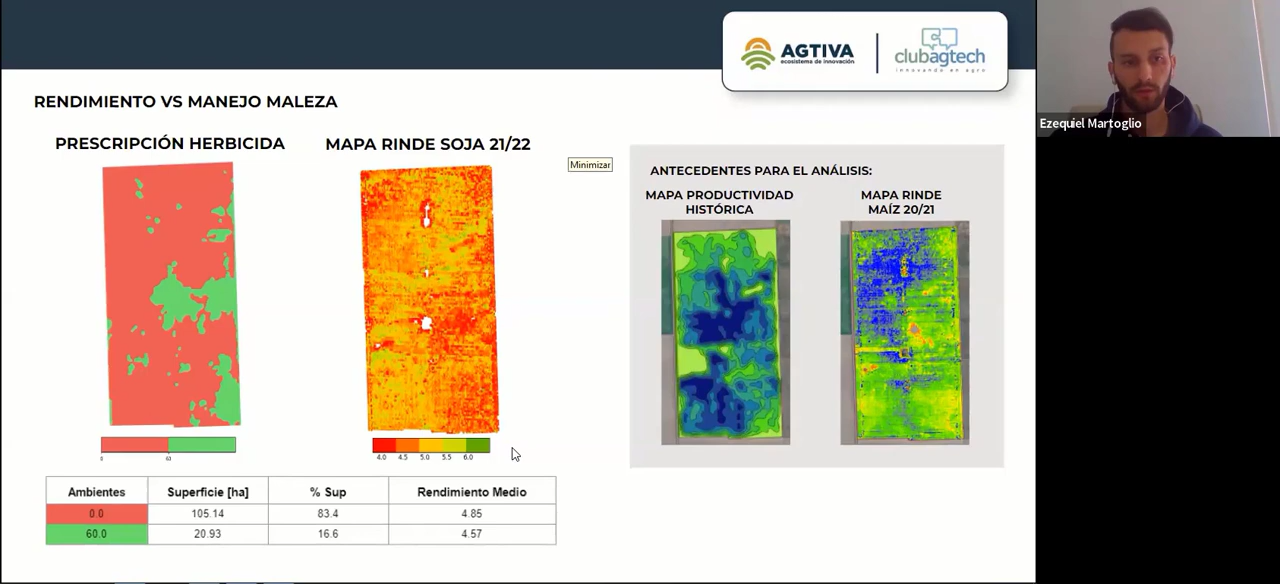 AGTIVA
ecosistema de innovación
clubagtech
innovando en agro
Ezequiel Martoglio
RENDIMIENTO VS MANEJO MALEZA
PRESCRIPCIÓN HERBICIDA
MAPA RINDE SOJA 21/22
Minimizar
ANTECEDENTES PARA EL ANÁLISIS:
MAPA PRODUCTIVIDAD
HISTÓRICA
MAPA RINDE
MAÍZ 20/21
0 60
4.0 4.5 5.0 5.5 6.0
Ambientes Superficie [ha] % Sup Rendimiento Medio
0.0 105.14 83.4 4.85
60.0 20.93 16.6 4.57